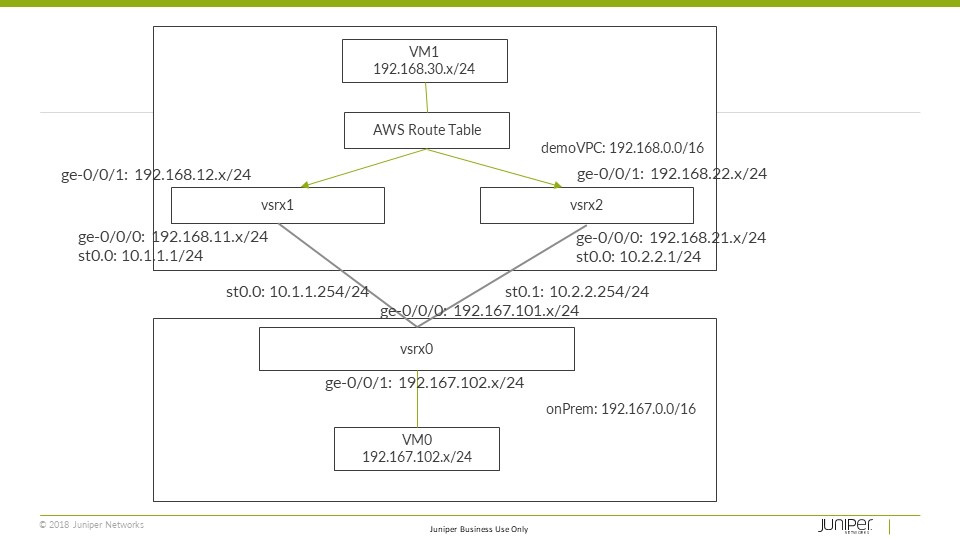 VM1
192.168.30.x/24
AWS Route Table
demoVPC: 192.168.0.0/16
ge-0/0/1: 192.168.12.x/24
ge-0/0/1: 192.168.22.x/24
vsrx1
vsrx2
ge-0/0/0: 192.168.11.x/24
st0.0: 10.1.1.1/24
ge-0/0/0: 192.168.21.x/24
st0.0: 10.2.2.1/24
st0.0: 10.1.1.254/24
st0.1: 10.2.2.254/24
ge-0/0/0: 192.167.101.x/24
vsrx0
ge-0/0/1: 192.167.102.x/24
onPrem: 192.167.0.0/16
VM0
192.167.102.x/24
© 2018 Juniper Networks
Juniper Business Use Only
JUNIPER
NETWORKS